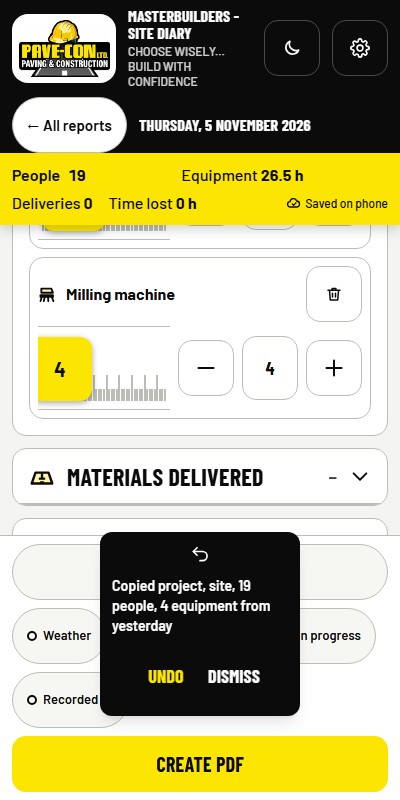 PAVE-CON LTD.
PAVING & CONSTRUCTION
MASTERBUILDERS -
SITE DIARY
CHOOSE WISELY...
BUILD WITH
CONFIDENCE
← All reports
THURSDAY, 5 NOVEMBER 2026
People 19
Equipment 26.5 h
Deliveries 0
Time lost 0 h
Saved on phone
Milling machine
4
4
MATERIALS DELIVERED
–
Copied project, site, 19
people, 4 equipment from
yesterday
UNDO
DISMISS
Weather
n progress
Recorded
CREATE PDF